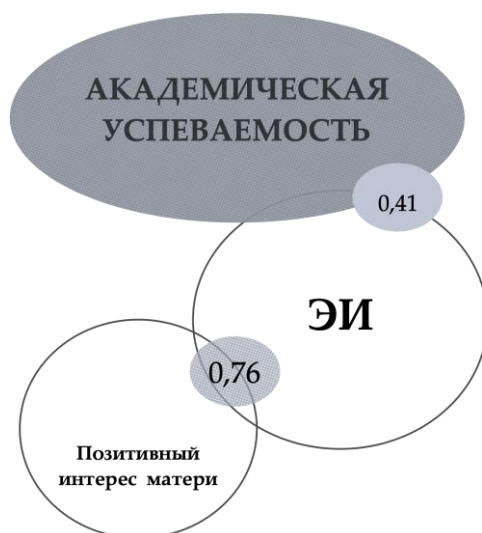 АКАДЕМИЧЕСКАЯ
УСПЕВАЕМОСТЬ
0,41
ЭИ
0,76
Позитивный
интерес матери